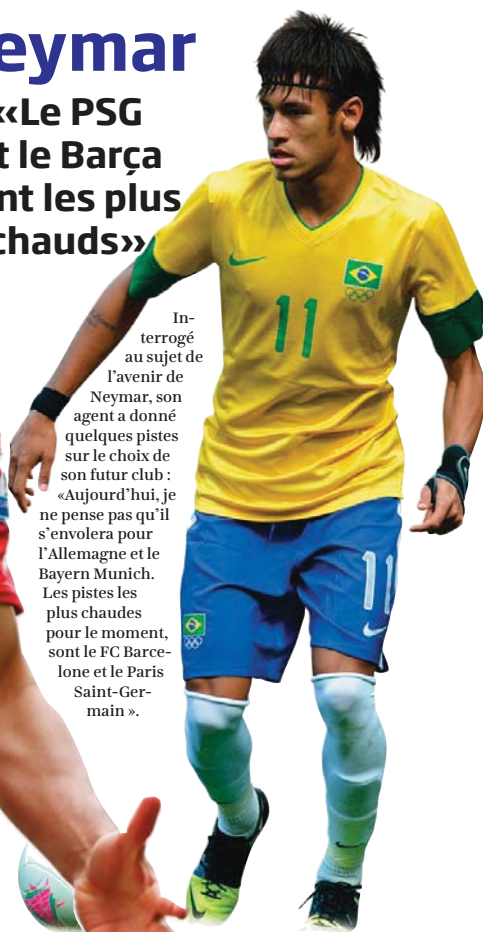 eymar
«Le PSG
t le Barça
nt les plus
chauds»
In-
terrogé
au sujet de
l'avenir de
Neymar, son
agent a donné
quelques pistes
sur le choix de
son futur club :
«Aujourd'hui, je
ne pense pas qu'il
s'envolera pour
l'Allemagne et le
Bayern Munich.
Les pistes les
plus chaudes
pour le moment,
sont le FC Barce-
lone et le Paris
Saint-Ger-
main ».
11
11